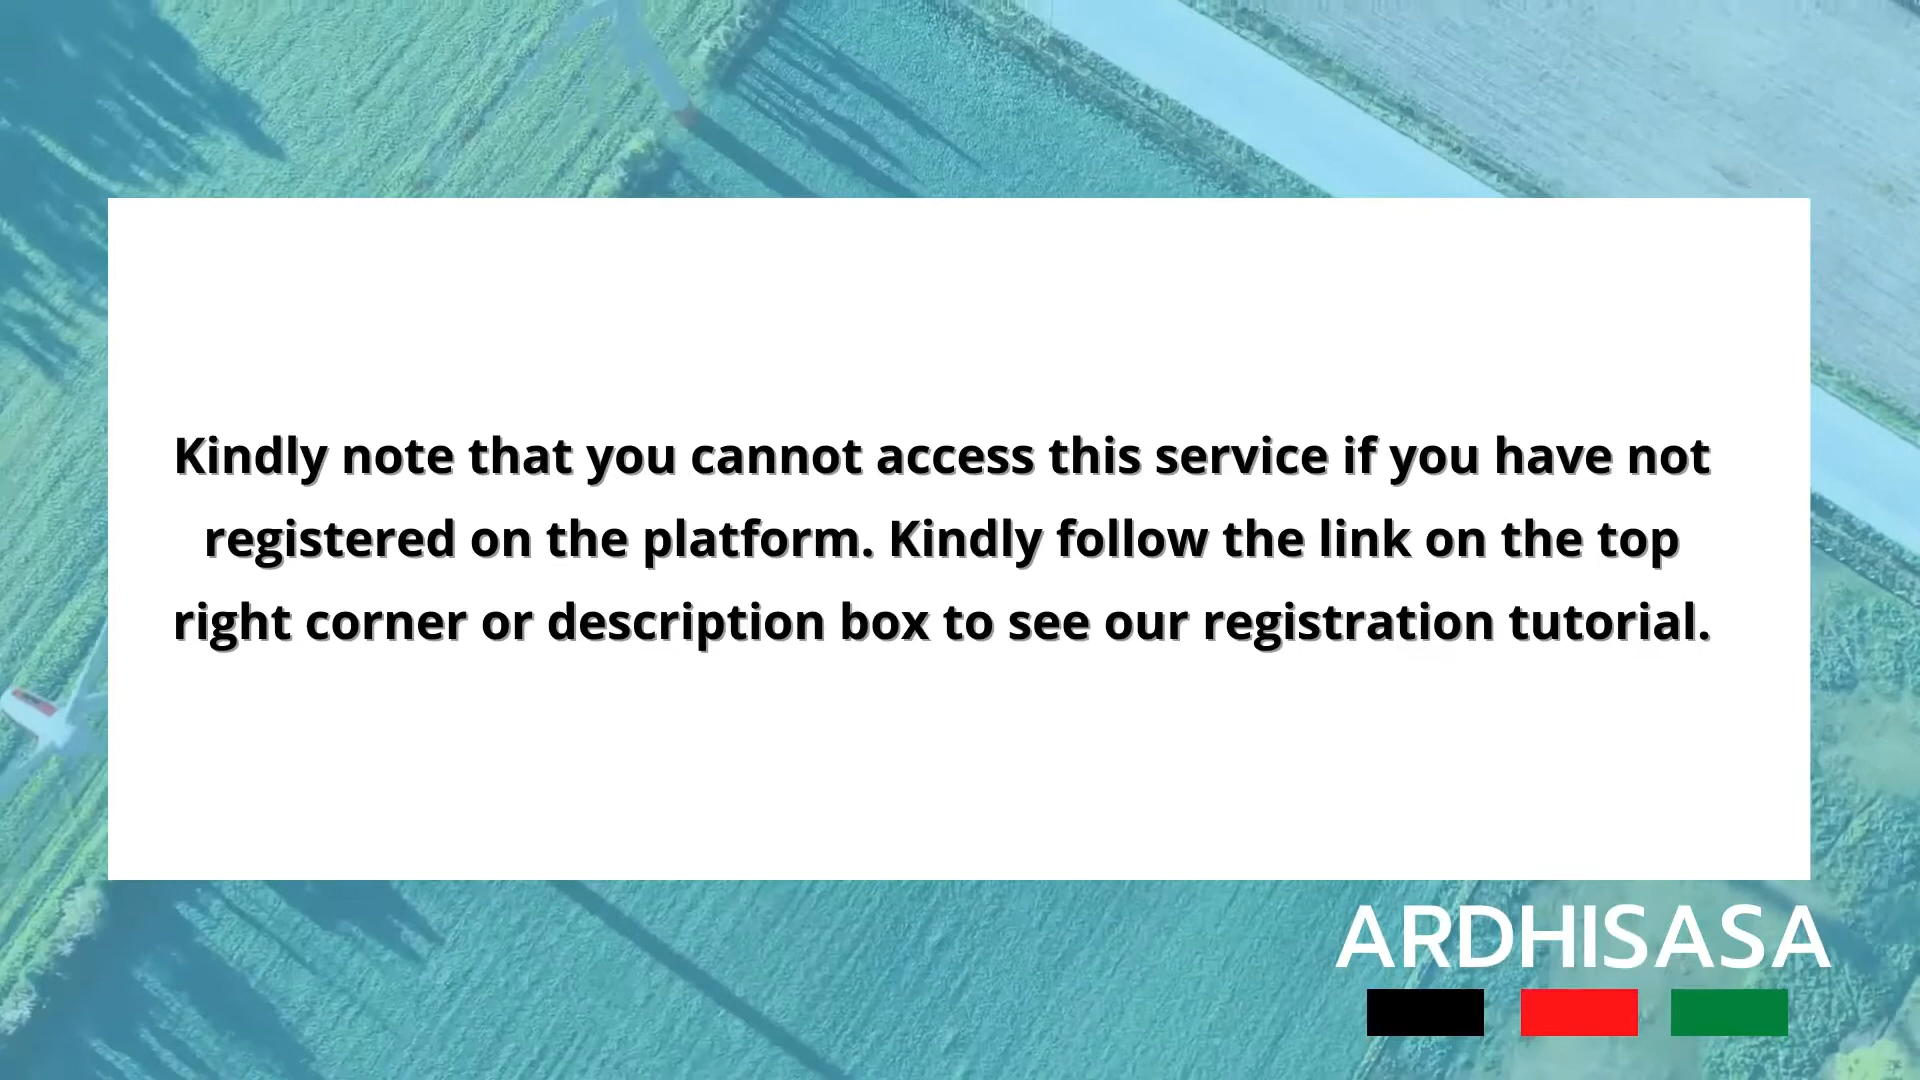 Kindly note that you cannot access this service if you have not
registered on the platform. Kindly follow the link on the top
right corner or description box to see our registration tutorial.
ARDHISASA